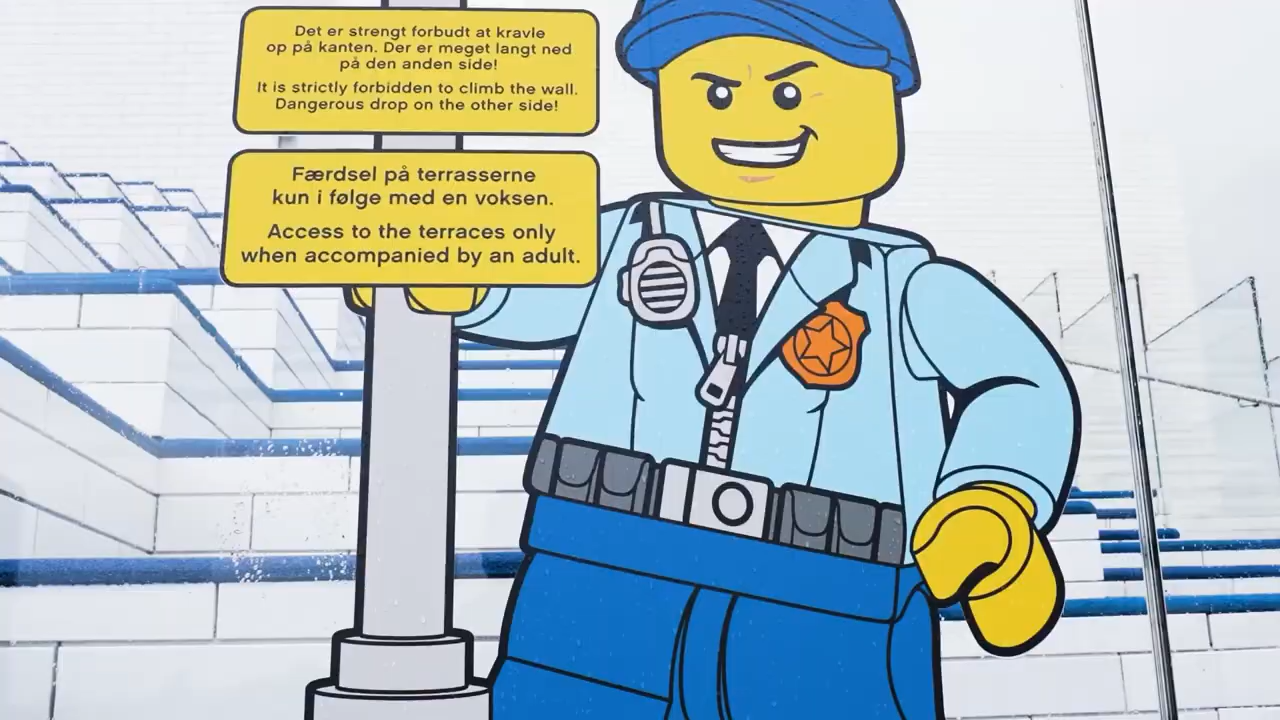 Det er strengt forbudt at kravle
op på kanten. Der er meget langt ned
på den anden side!
It is strictly forbidden to climb the wall.
Dangerous drop on the other side!
Færdsel på terrasserne
kun i følge med en voksen.
Access to the terraces only
when accompanied by an adult.